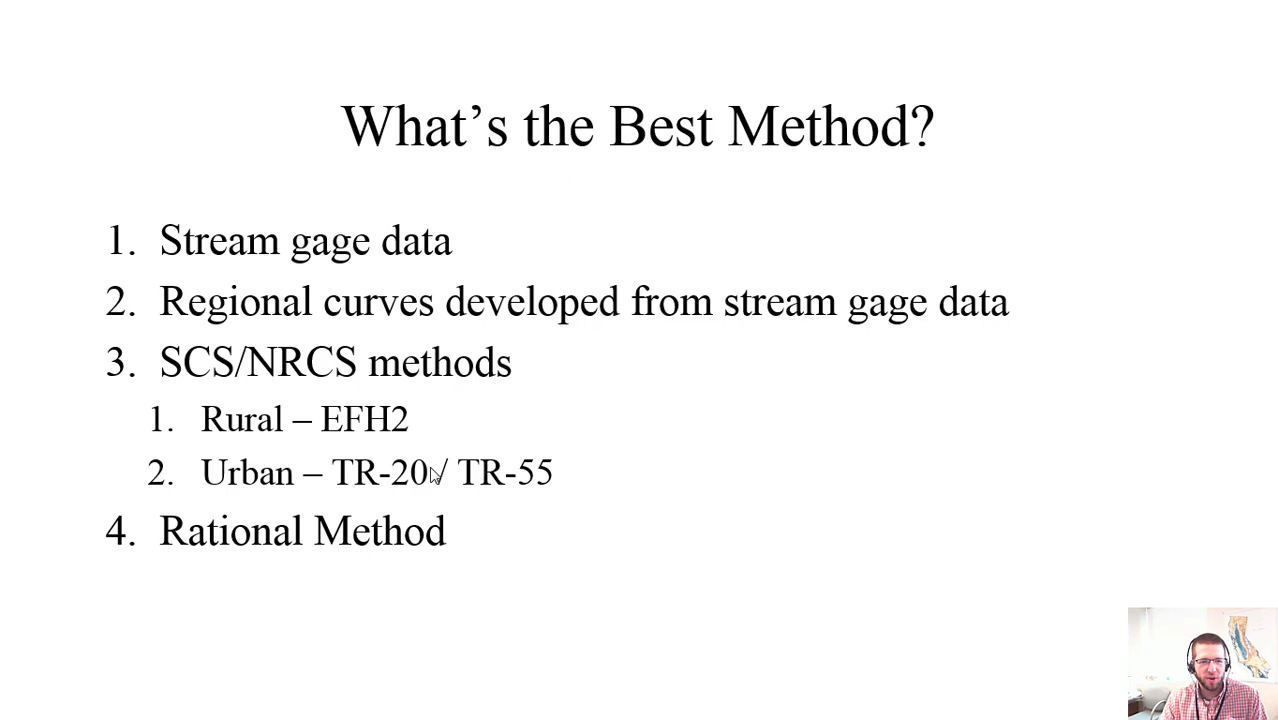 What’s the Best Method?
1. Stream gage data
2. Regional curves developed from stream gage data
3. SCS/NRCS methods
1. Rural – EFH2
2. Urban – TR-20 / TR-55
4. Rational Method